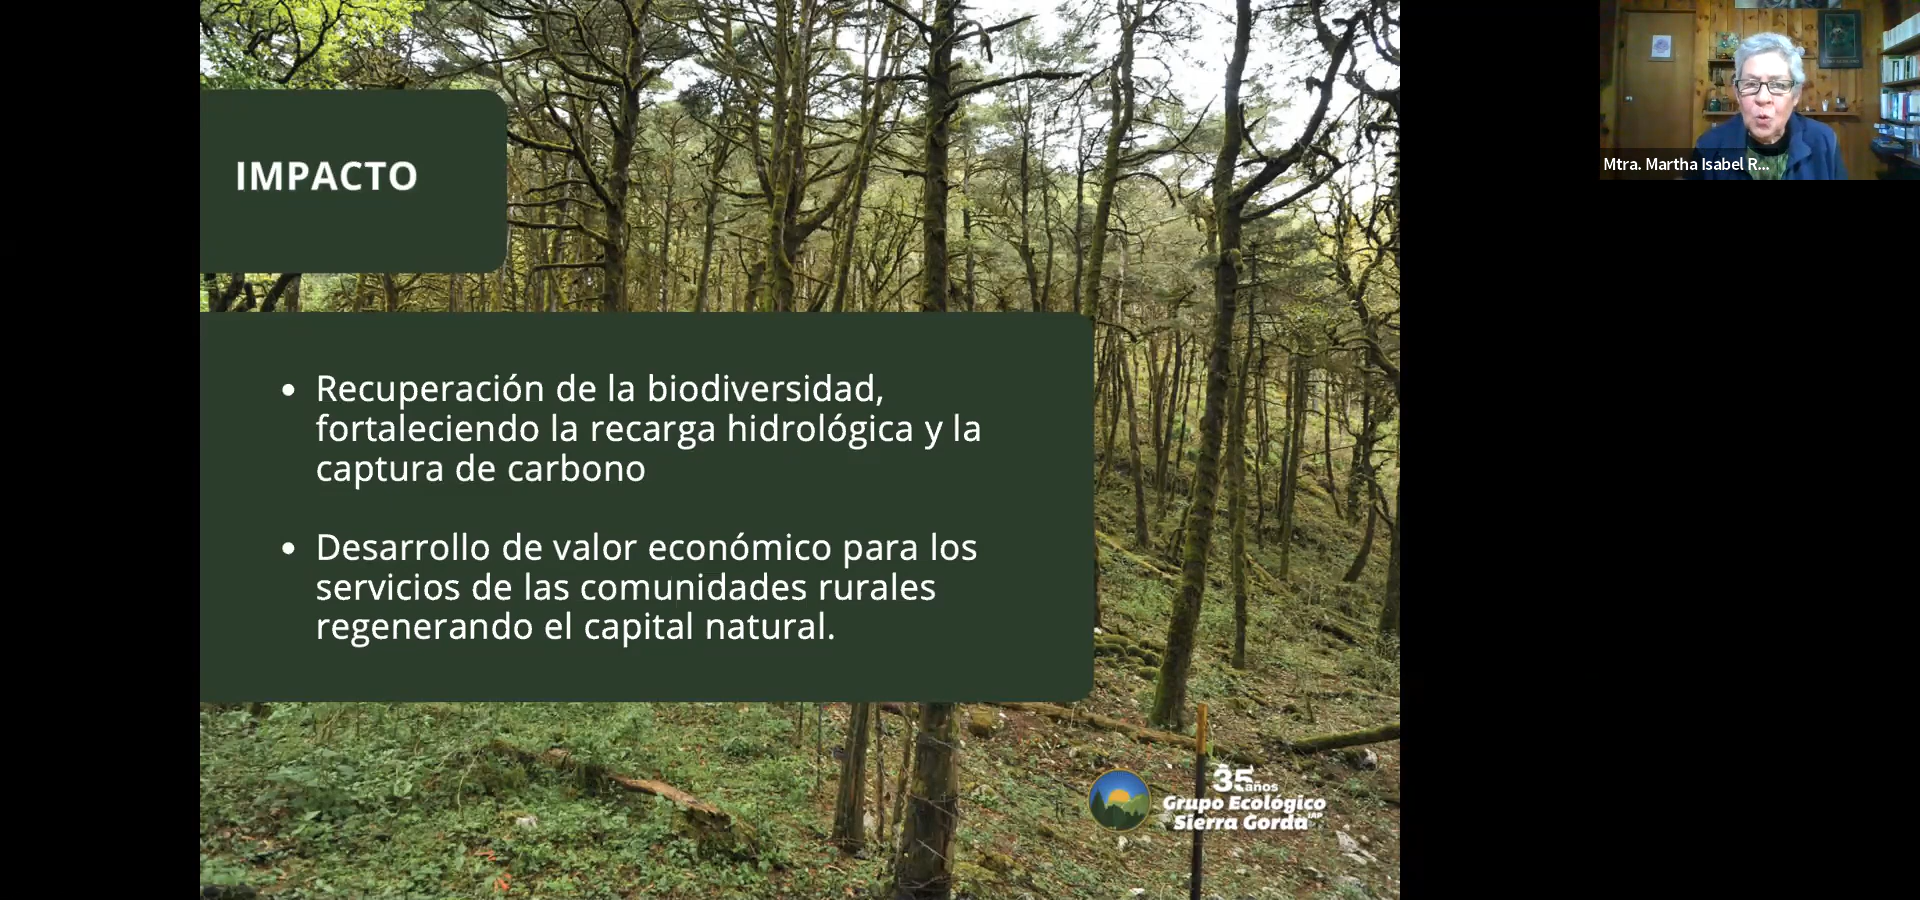 IMPACTO
• Recuperación de la biodiversidad,
fortaleciendo la recarga hidrológica y la
captura de carbono
• Desarrollo de valor económico para los
servicios de las comunidades rurales
regenerando el capital natural.
35 años
Grupo Ecológico
Sierra Gorda IAP
Mtra. Martha Isabel R...